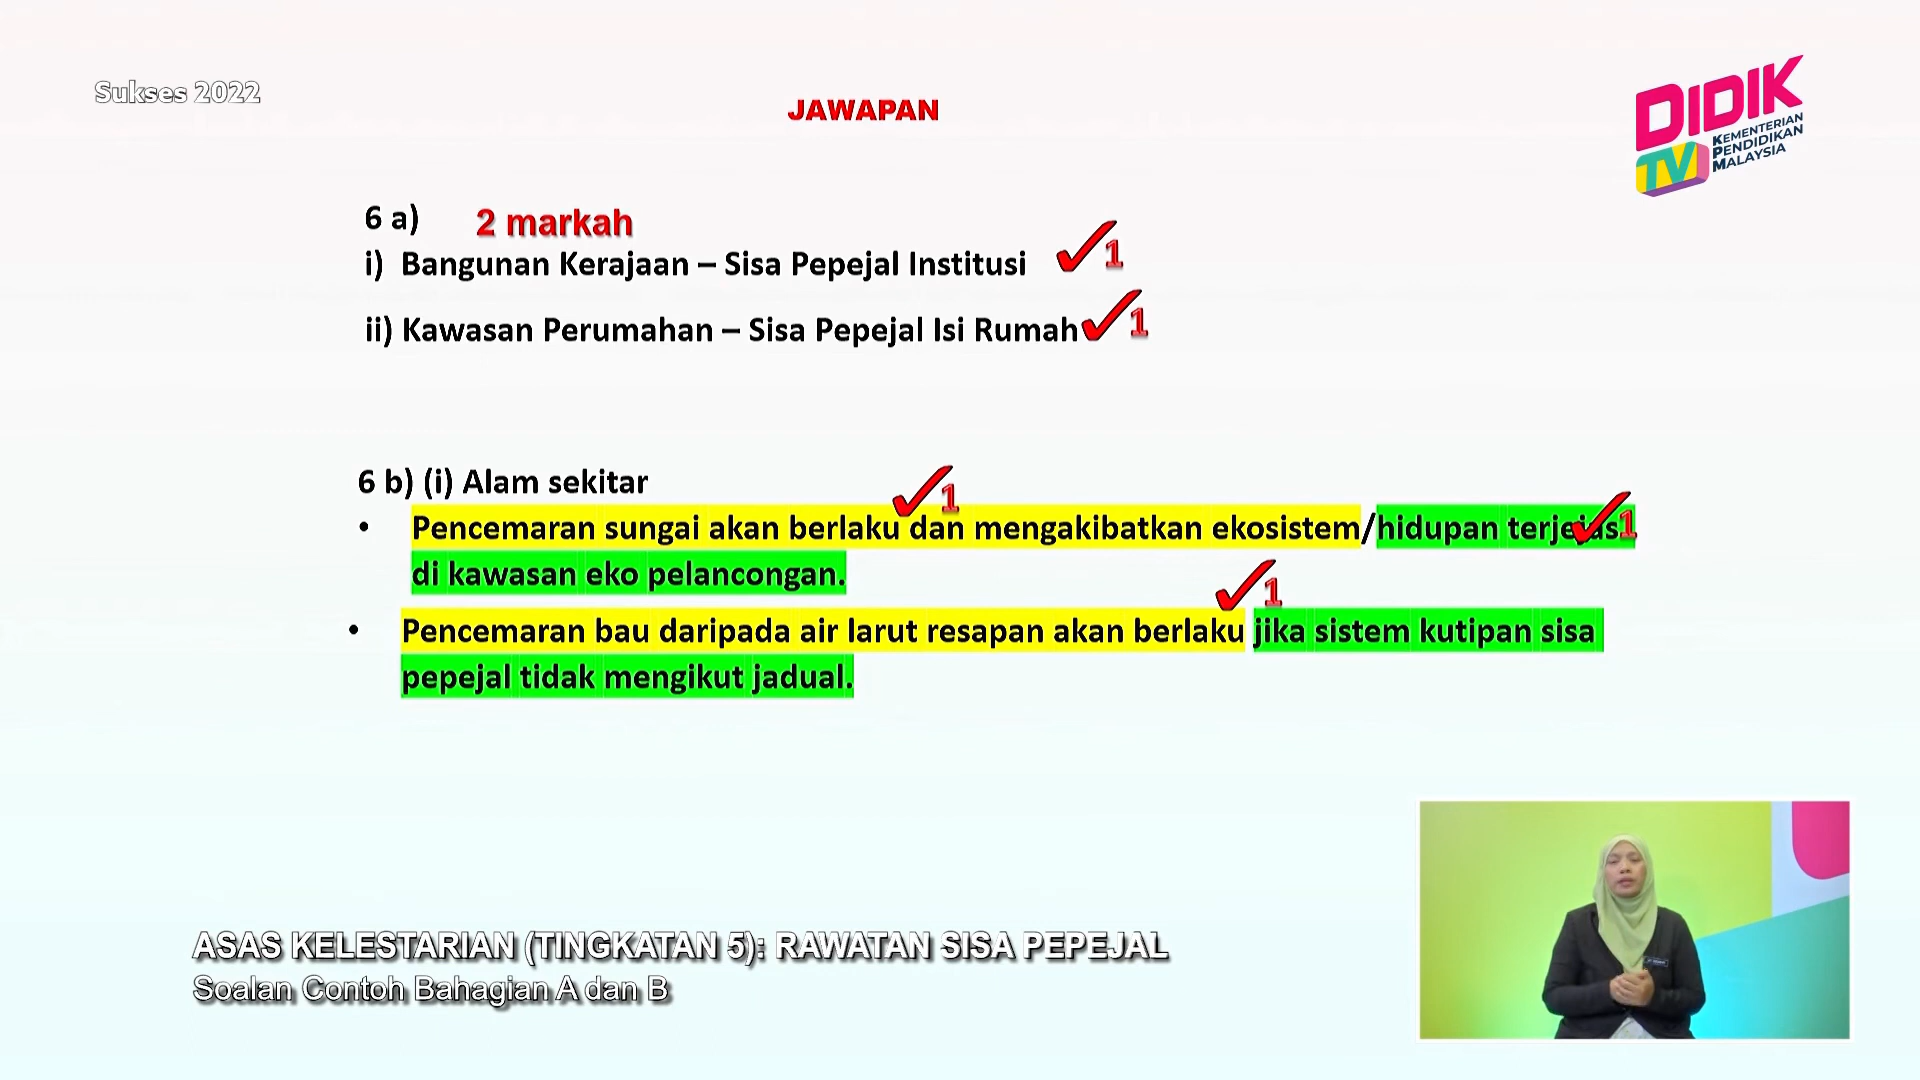 Sukses 2022
JAWAPAN
DIDIK
TV
KEMENTERIAN
PENDIDIKAN
MALAYSIA
6 a) 2 markah
i) Bangunan Kerajaan – Sisa Pepejal Institusi 1
ii) Kawasan Perumahan – Sisa Pepejal Isi Rumah 1
6 b) (i) Alam sekitar
1
• Pencemaran sungai akan berlaku dan mengakibatkan ekosistem/hidupan terjejas 1
di kawasan eko pelancongan.
1
• Pencemaran bau daripada air larut resapan akan berlaku jika sistem kutipan sisa
pepejal tidak mengikut jadual.
ASAS KELESTARIAN (TINGKATAN 5): RAWATAN SISA PEPEJAL
Soalan Contoh Bahagian A dan B